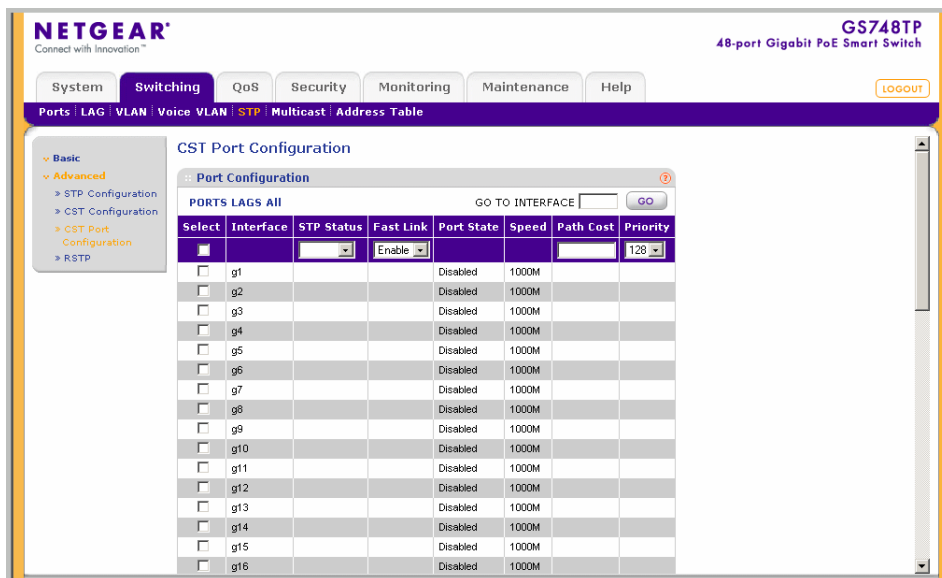 NETGEAR®
Connect with Innovation™
GS748TP
48-port Gigabit PoE Smart Switch
System Switching QoS Security Monitoring Maintenance Help LOGOUT
Ports LAG VLAN Voice VLAN STP Multicast Address Table
Basic
Advanced
» STP Configuration
» CST Configuration
» CST Port
Configuration
» RSTP
CST Port Configuration
:: Port Configuration ?
PORTS LAGS All GO TO INTERFACE GO
Select Interface STP Status Fast Link Port State Speed Path Cost Priority
Enable 128
g1 Disabled 1000M
g2 Disabled 1000M
g3 Disabled 1000M
g4 Disabled 1000M
g5 Disabled 1000M
g6 Disabled 1000M
g7 Disabled 1000M
g8 Disabled 1000M
g9 Disabled 1000M
g10 Disabled 1000M
g11 Disabled 1000M
g12 Disabled 1000M
g13 Disabled 1000M
g14 Disabled 1000M
g15 Disabled 1000M
g16 Disabled 1000M